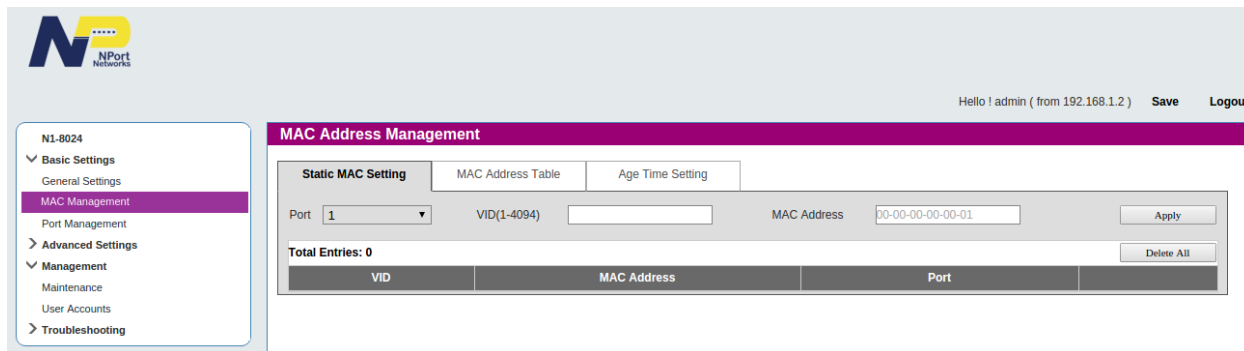 NP
NPort
Networks
Hello ! admin ( from 192.168.1.2 ) Save Logou
N1-8024
Basic Settings
General Settings
MAC Management
Port Management
Advanced Settings
Management
Maintenance
User Accounts
Troubleshooting
MAC Address Management
Static MAC Setting MAC Address Table Age Time Setting
Port 1 VID(1-4094) MAC Address 00-00-00-00-00-01 Apply
Total Entries: 0 Delete All
VID MAC Address Port